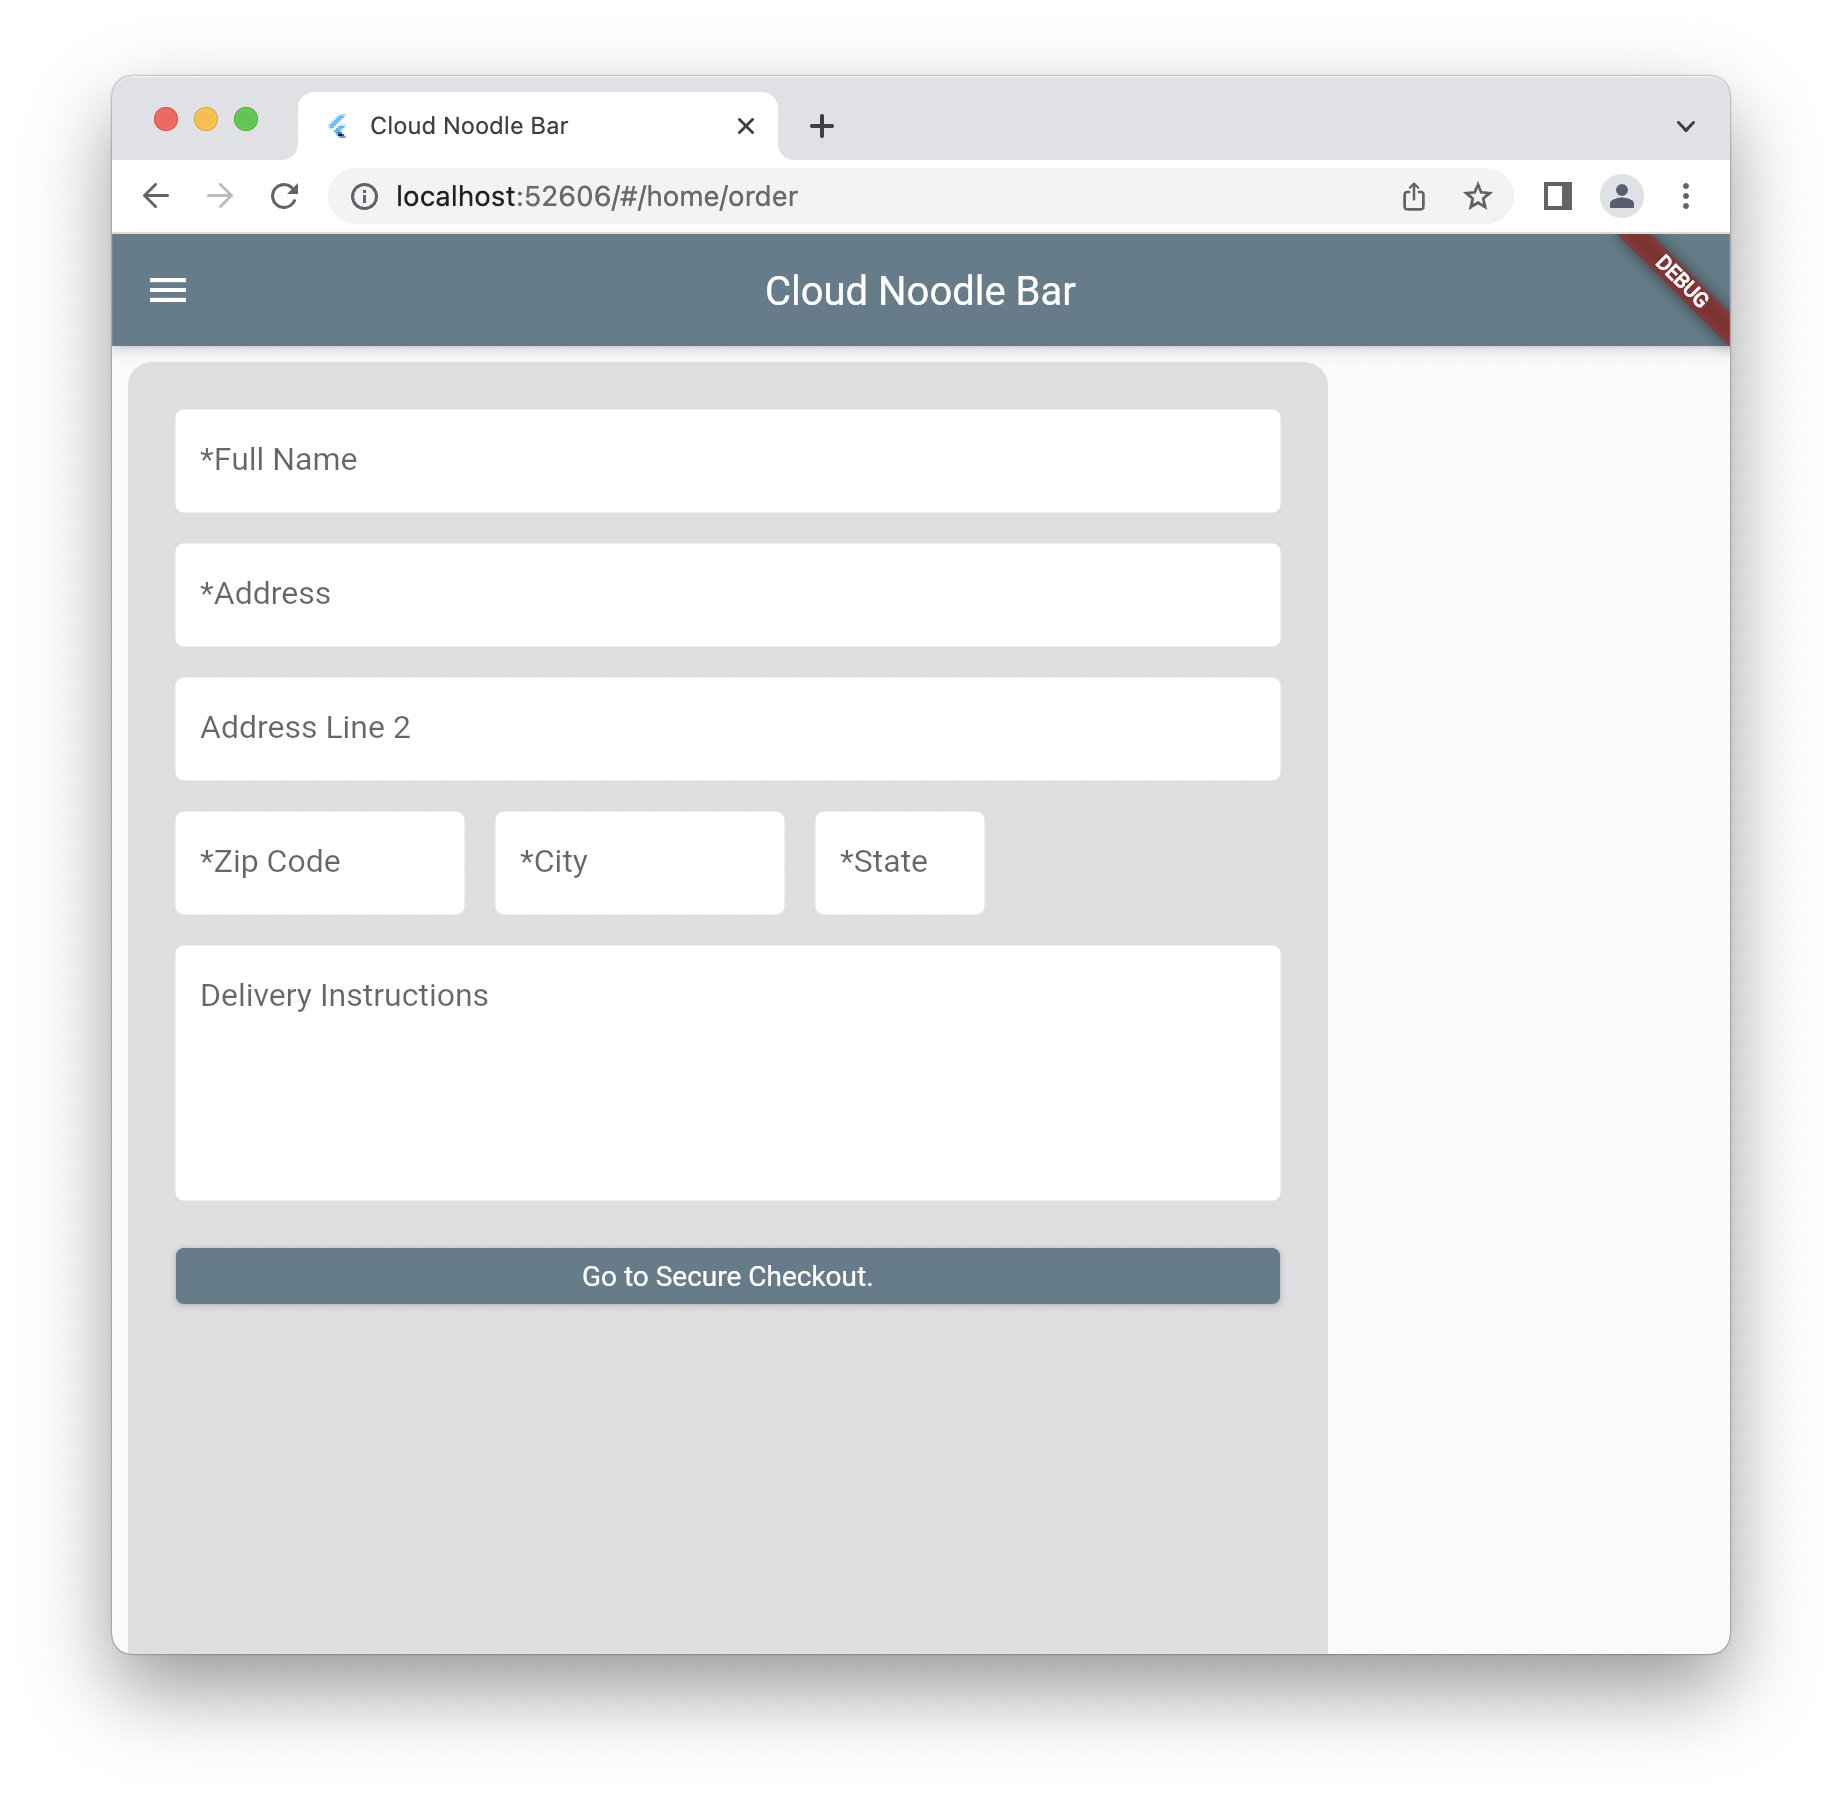 Cloud Noodle Bar
localhost:52606/#/home/order
Cloud Noodle Bar
DEBUG
*Full Name
*Address
Address Line 2
*Zip Code *City *State
Delivery Instructions
Go to Secure Checkout.